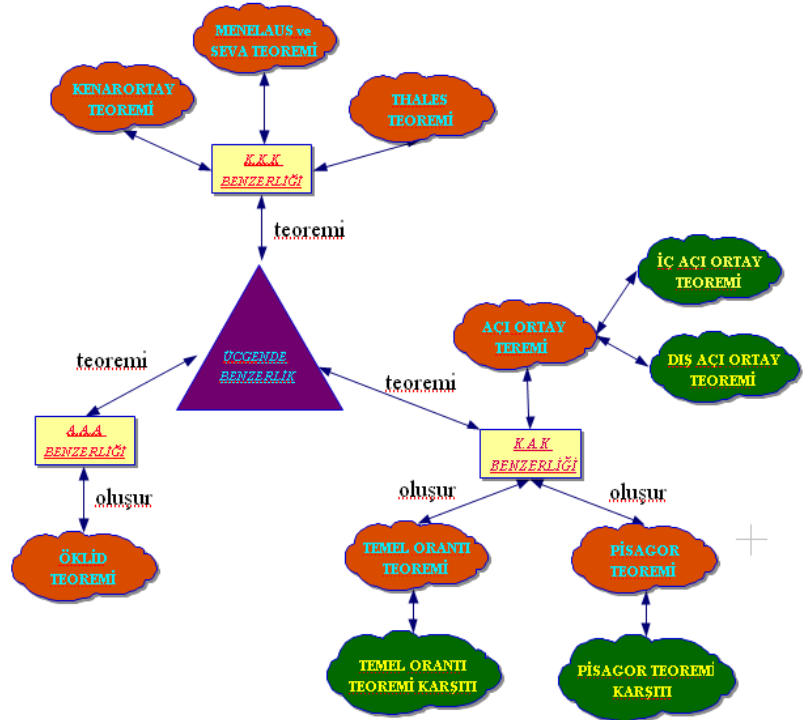 MENELAUS ve
SEVA TEOREMİ
KENARORTAY
TEOREMİ
THALES
TEOREMİ
K.K.K
BENZERLİĞİ
teoremi
ÜCGENDE
BENZERLİK
teoremi
teoremi
İÇ AÇI ORTAY
TEOREMİ
AÇI ORTAY
TEREMİ
DIŞ AÇI ORTAY
TEOREMİ
A.A.A
BENZERLİĞİ
K.A.K
BENZERLİĞİ
oluşur
oluşur
oluşur
ÖKLİD
TEOREMİ
TEMEL ORANTI
TEOREMİ
PİSAGOR
TEOREMİ
TEMEL ORANTI
TEOREMİ KARŞITI
PİSAGOR TEOREMİ
KARŞITI